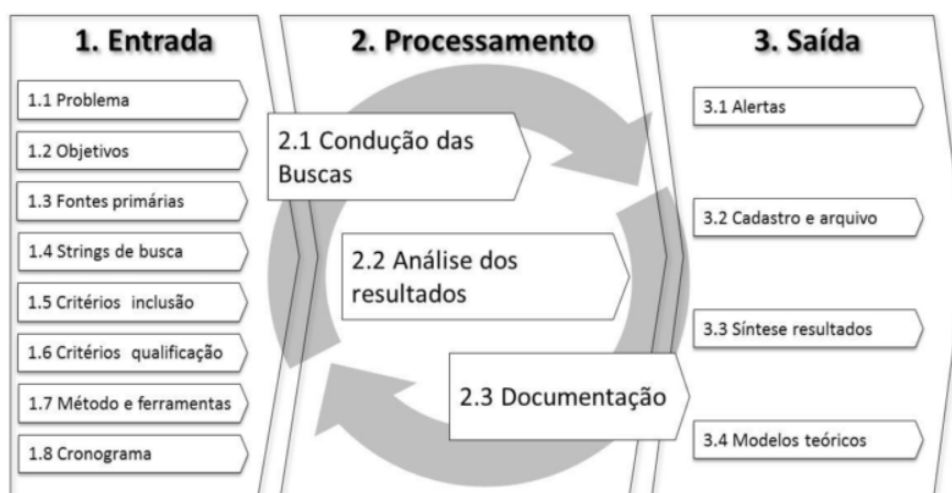 1. Entrada
1.1 Problema
1.2 Objetivos
1.3 Fontes primárias
1.4 Strings de busca
1.5 Critérios inclusão
1.6 Critérios qualificação
1.7 Método e ferramentas
1.8 Cronograma
2. Processamento
2.1 Condução das
Buscas
2.2 Análise dos
resultados
2.3 Documentação
3. Saída
3.1 Alertas
3.2 Cadastro e arquivo
3.3 Síntese resultados
3.4 Modelos teóricos